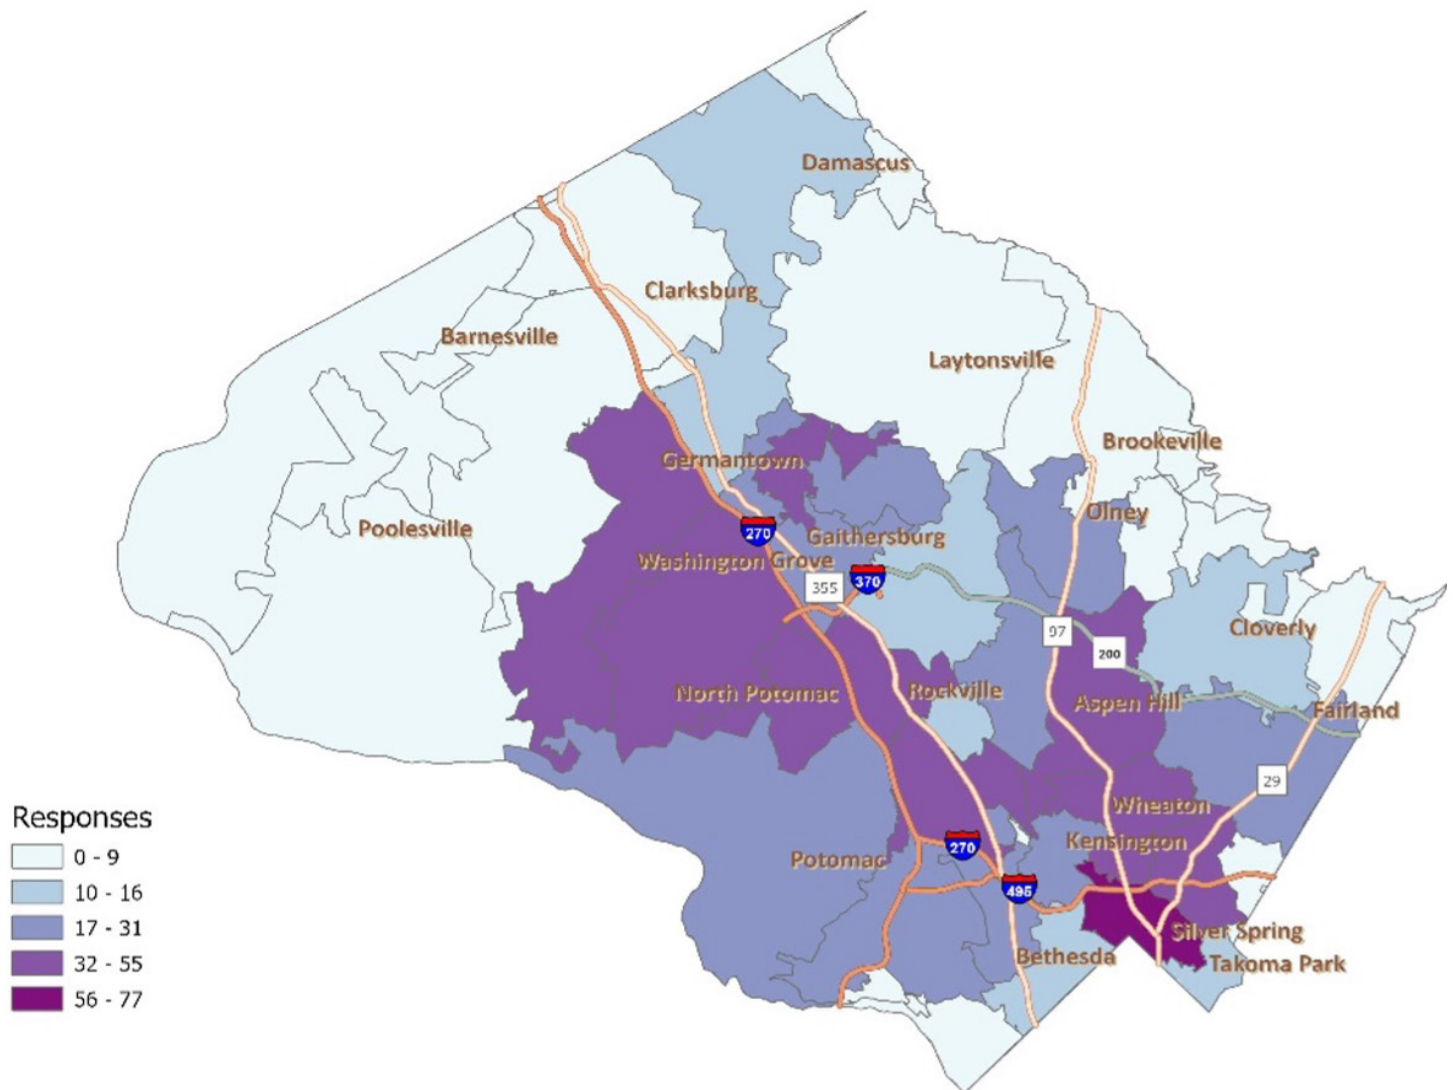 Damascus
Clarksburg
Barnesville
Laytonsville
Brookeville
Germantown
Olney
Poolesville
270
Gaithersburg
Washington Grove
370
355
97
Cloverly
200
North Potomac
Rockville
Aspen Hill
Fairland
29
Wheaton
Kensington
270
Potomac
495
Silver Spring
Bethesda
Takoma Park
Responses
0 - 9
10 - 16
17 - 31
32 - 55
56 - 77